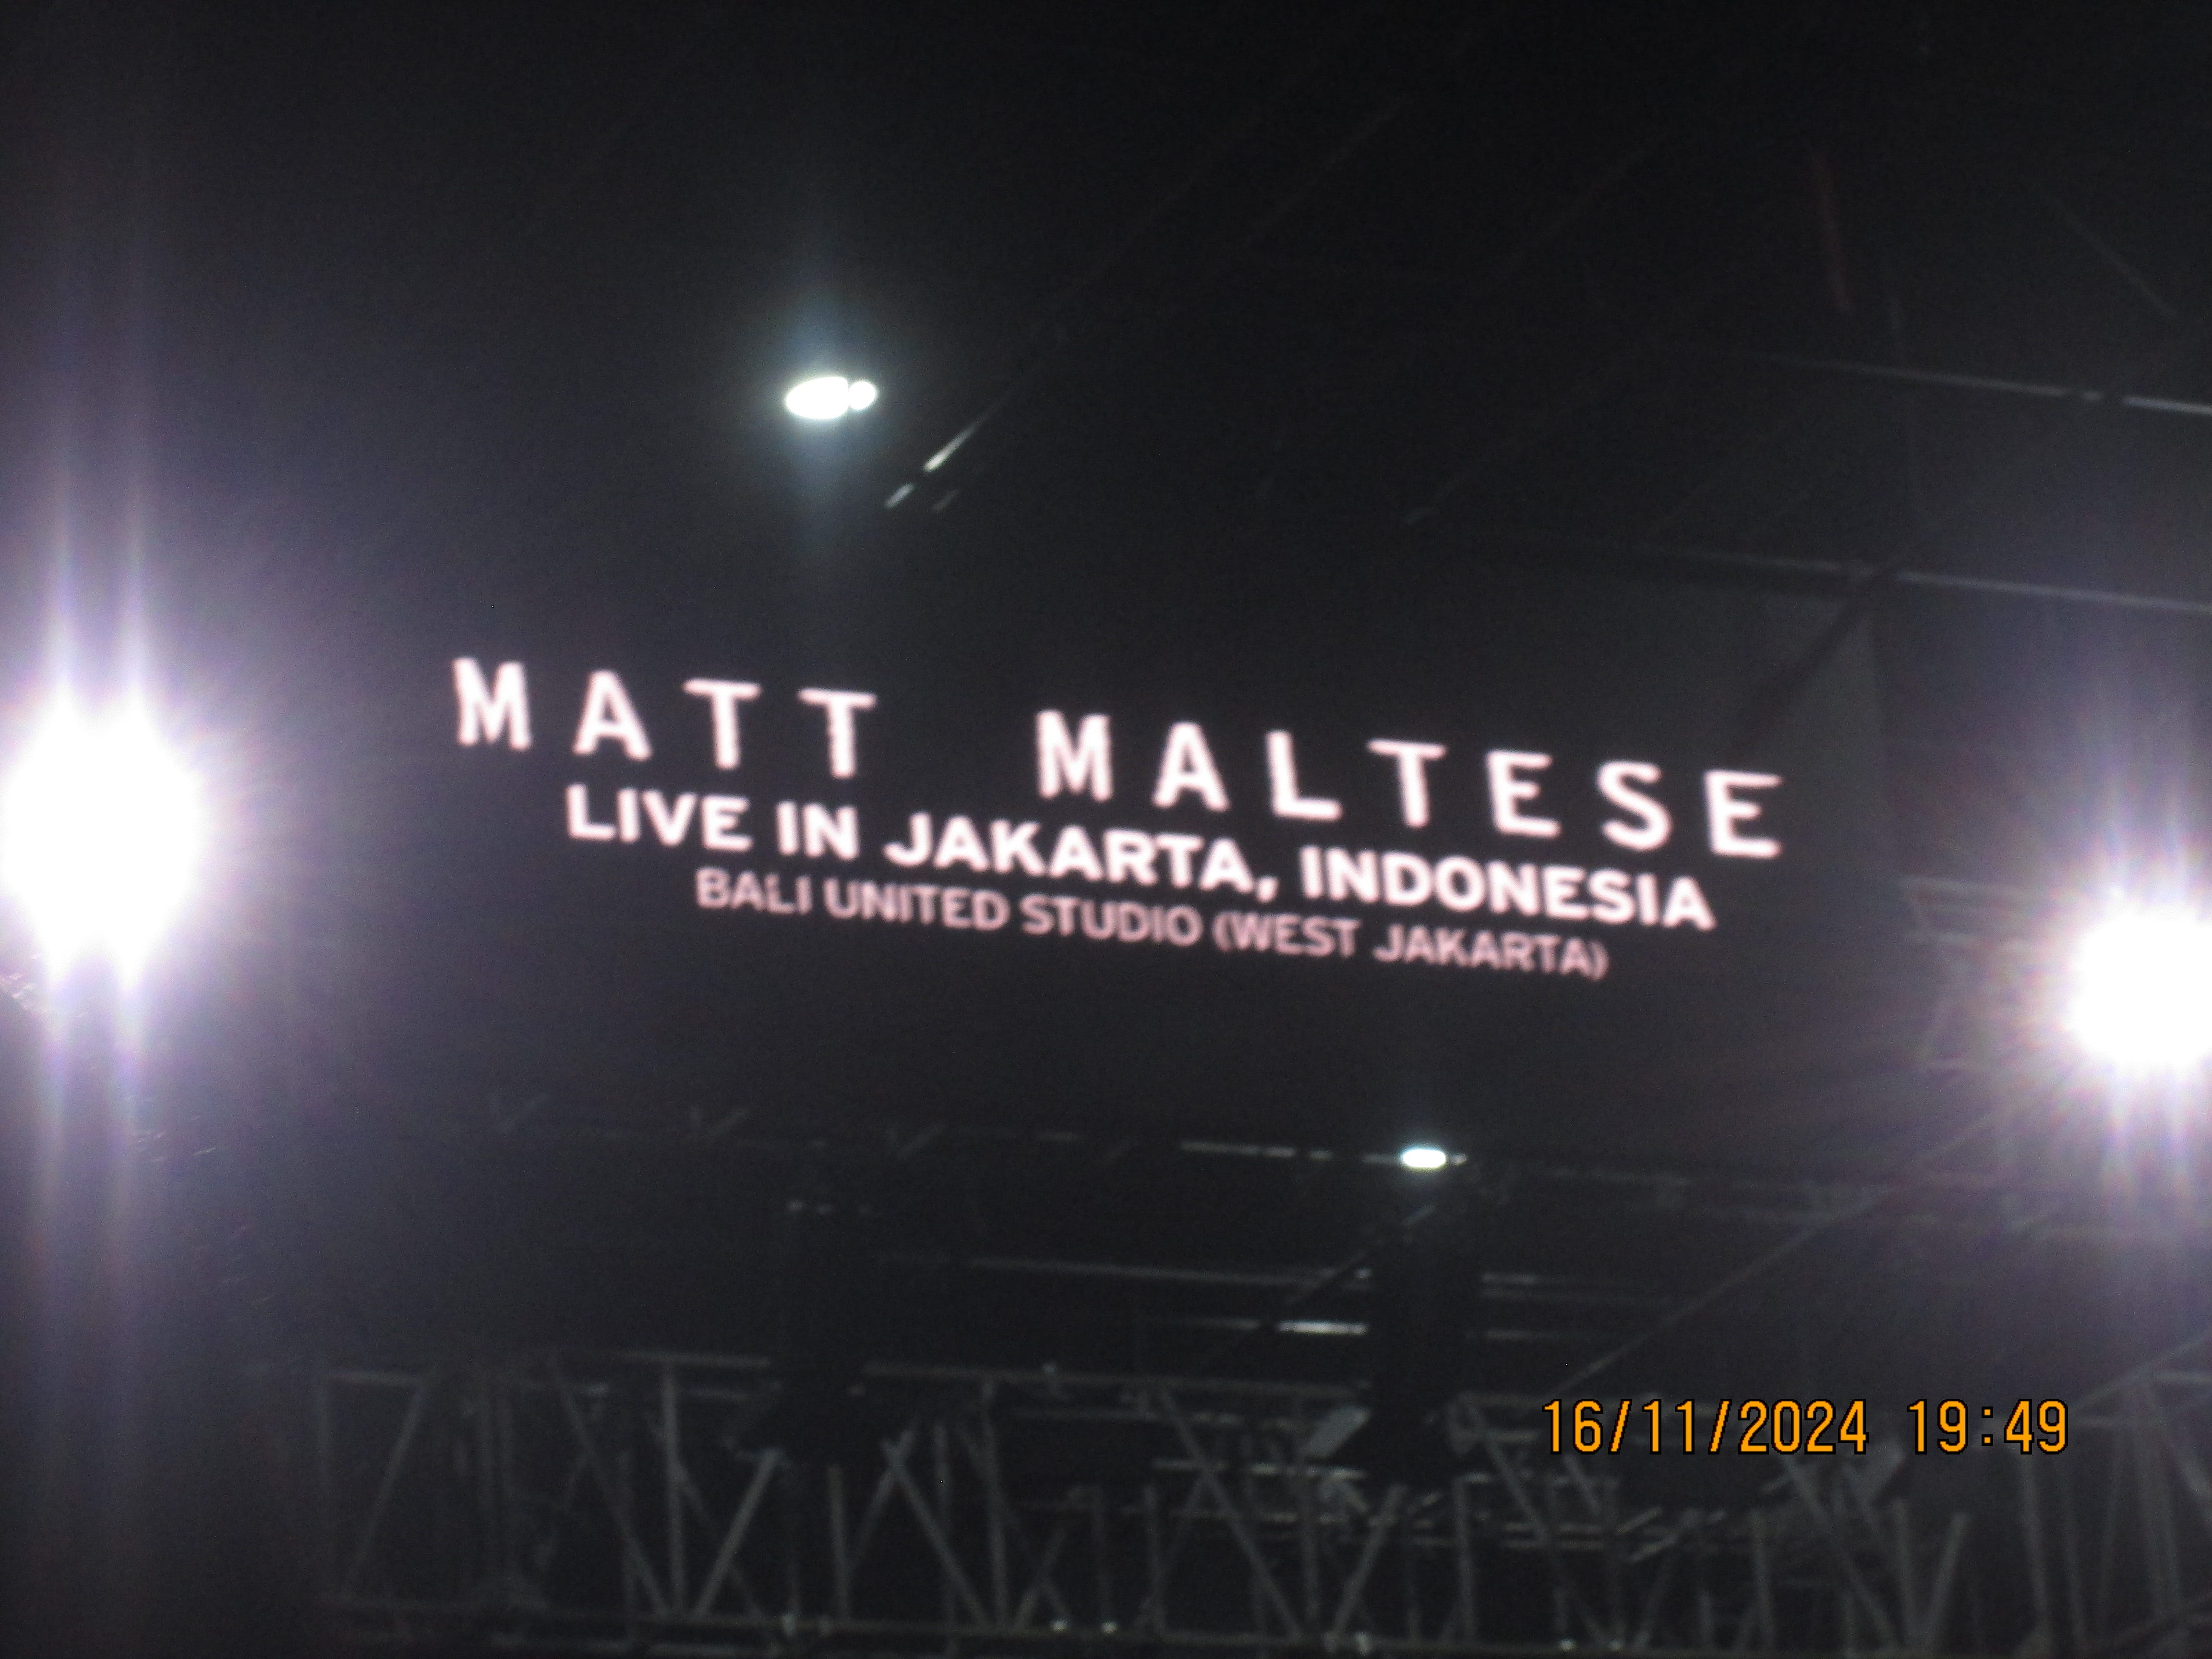 MATT MALTESE
LIVE IN JAKARTA, INDONESIA
BALI UNITED STUDIO (WEST JAKARTA)
16/11/2024 19:49